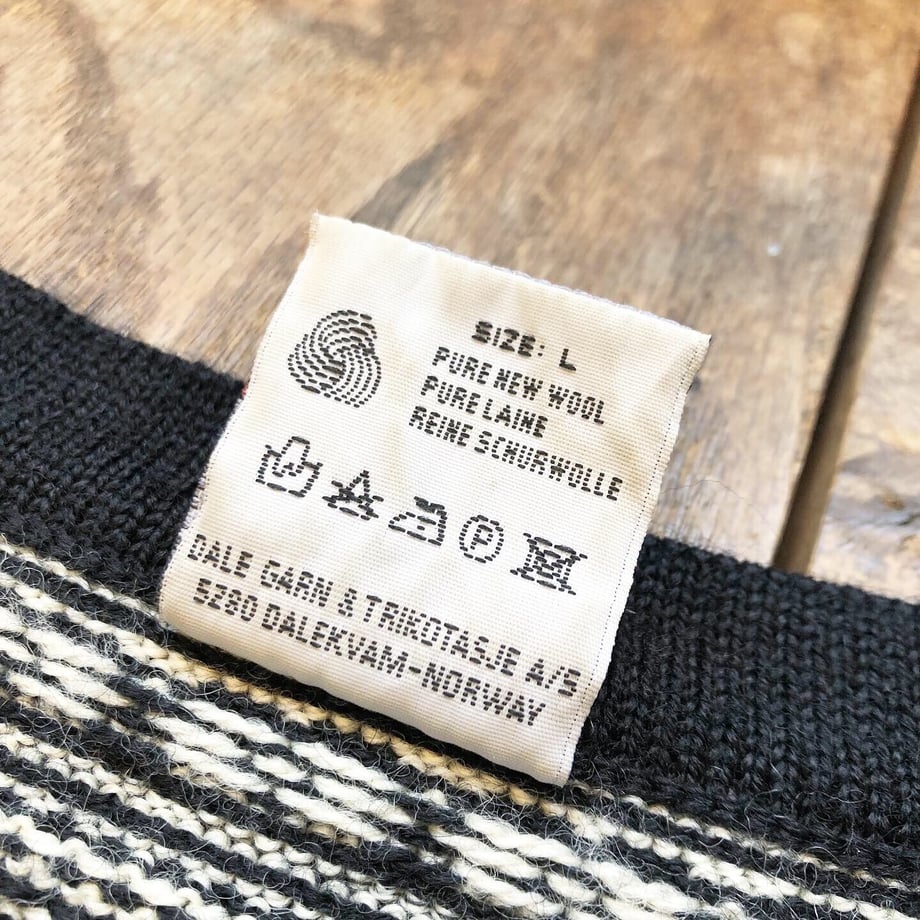 SIZE: L
PURE NEW WOOL
PURE LAINE
REINE SCHURWOLLE
P
DALE GARN & TRIKOTASJE A/S
5280 DALEKVAM-NORWAY